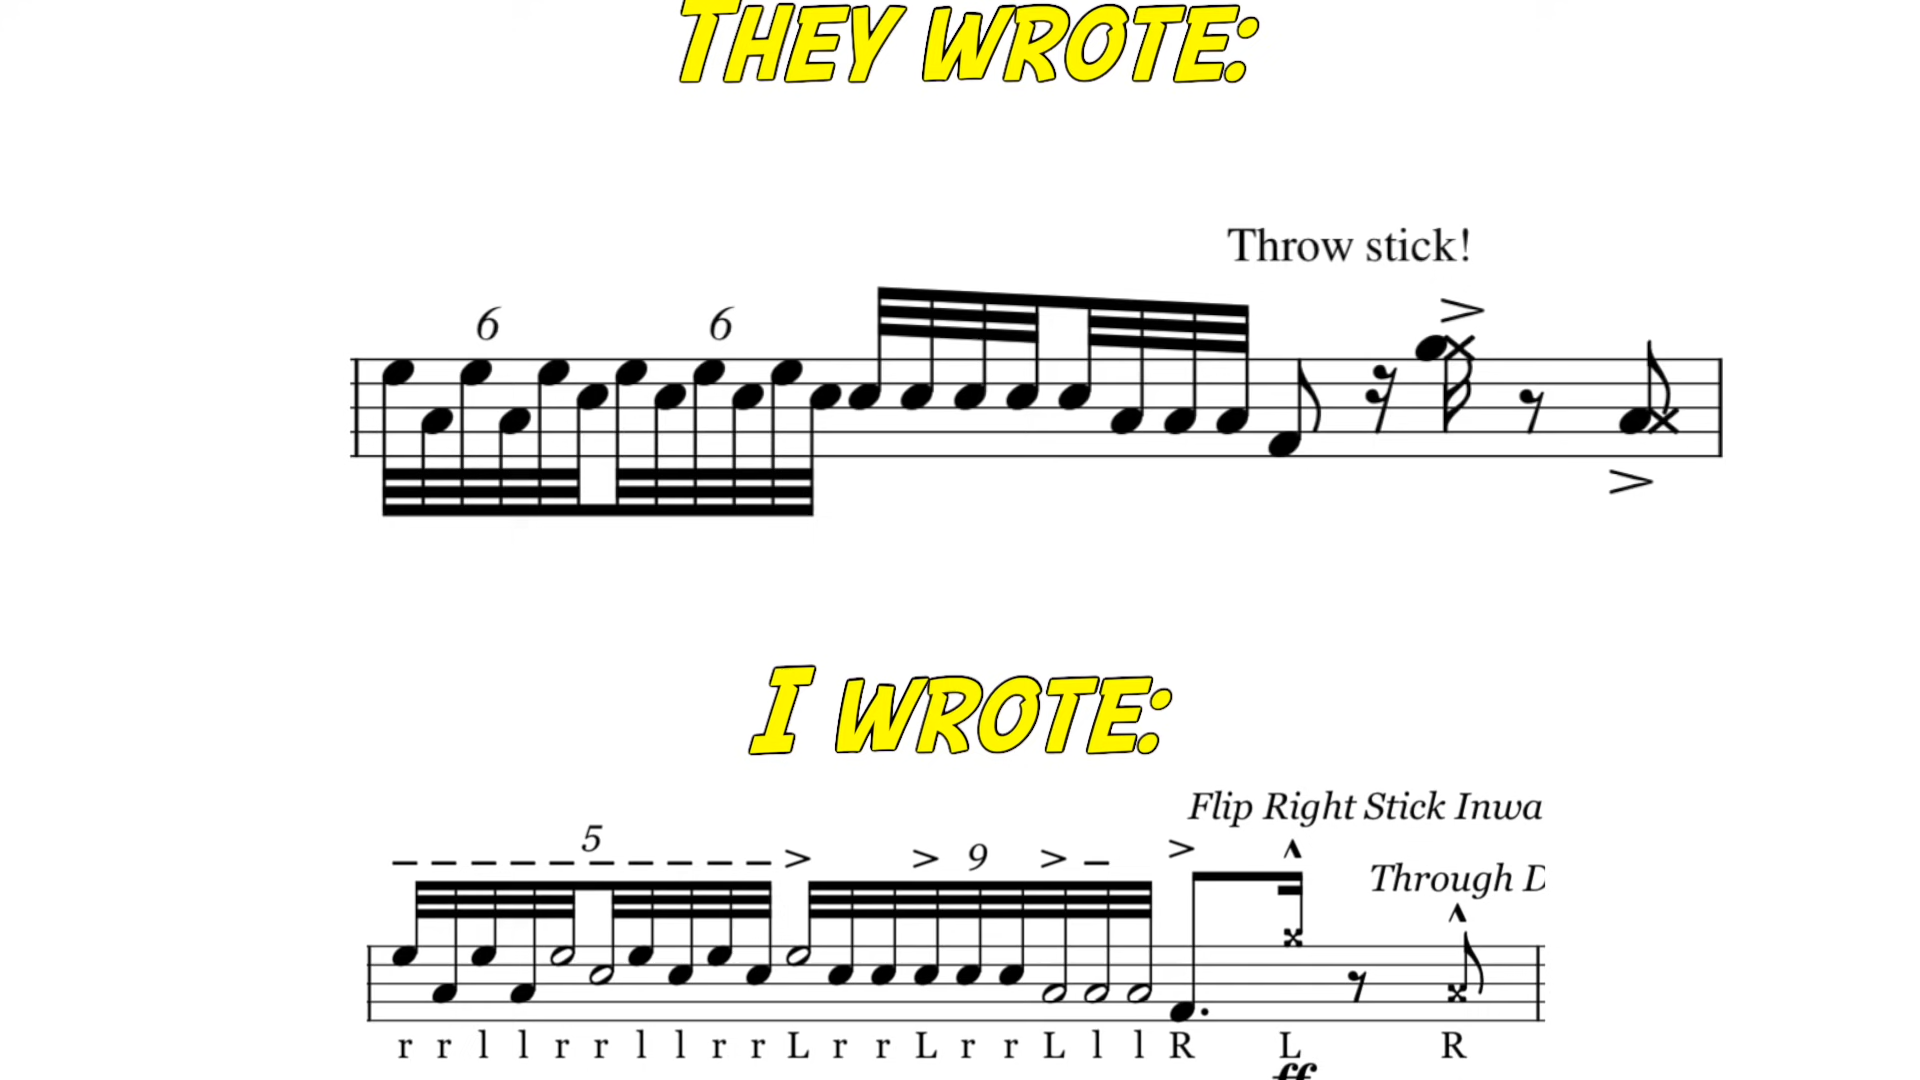 THEY WROTE:
Throw stick!
6 6
I WROTE:
Flip Right Stick Inwa
5 9
Through D
r r l l r r l l r r L r r L r r L l l R L R
ff